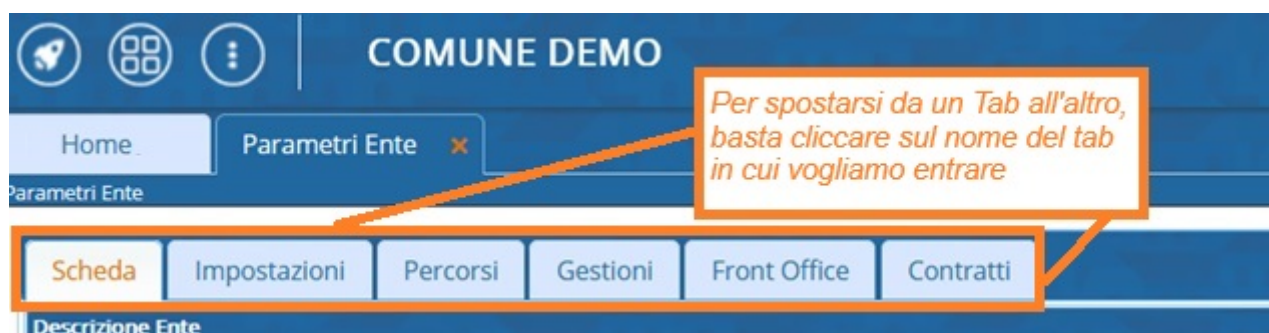 COMUNE DEMO
Per spostarsi da un Tab all'altro,
basta cliccare sul nome del tab
in cui vogliamo entrare
Home
Parametri Ente ×
Parametri Ente
Scheda Impostazioni Percorsi Gestioni Front Office Contratti
Descrizione Ente